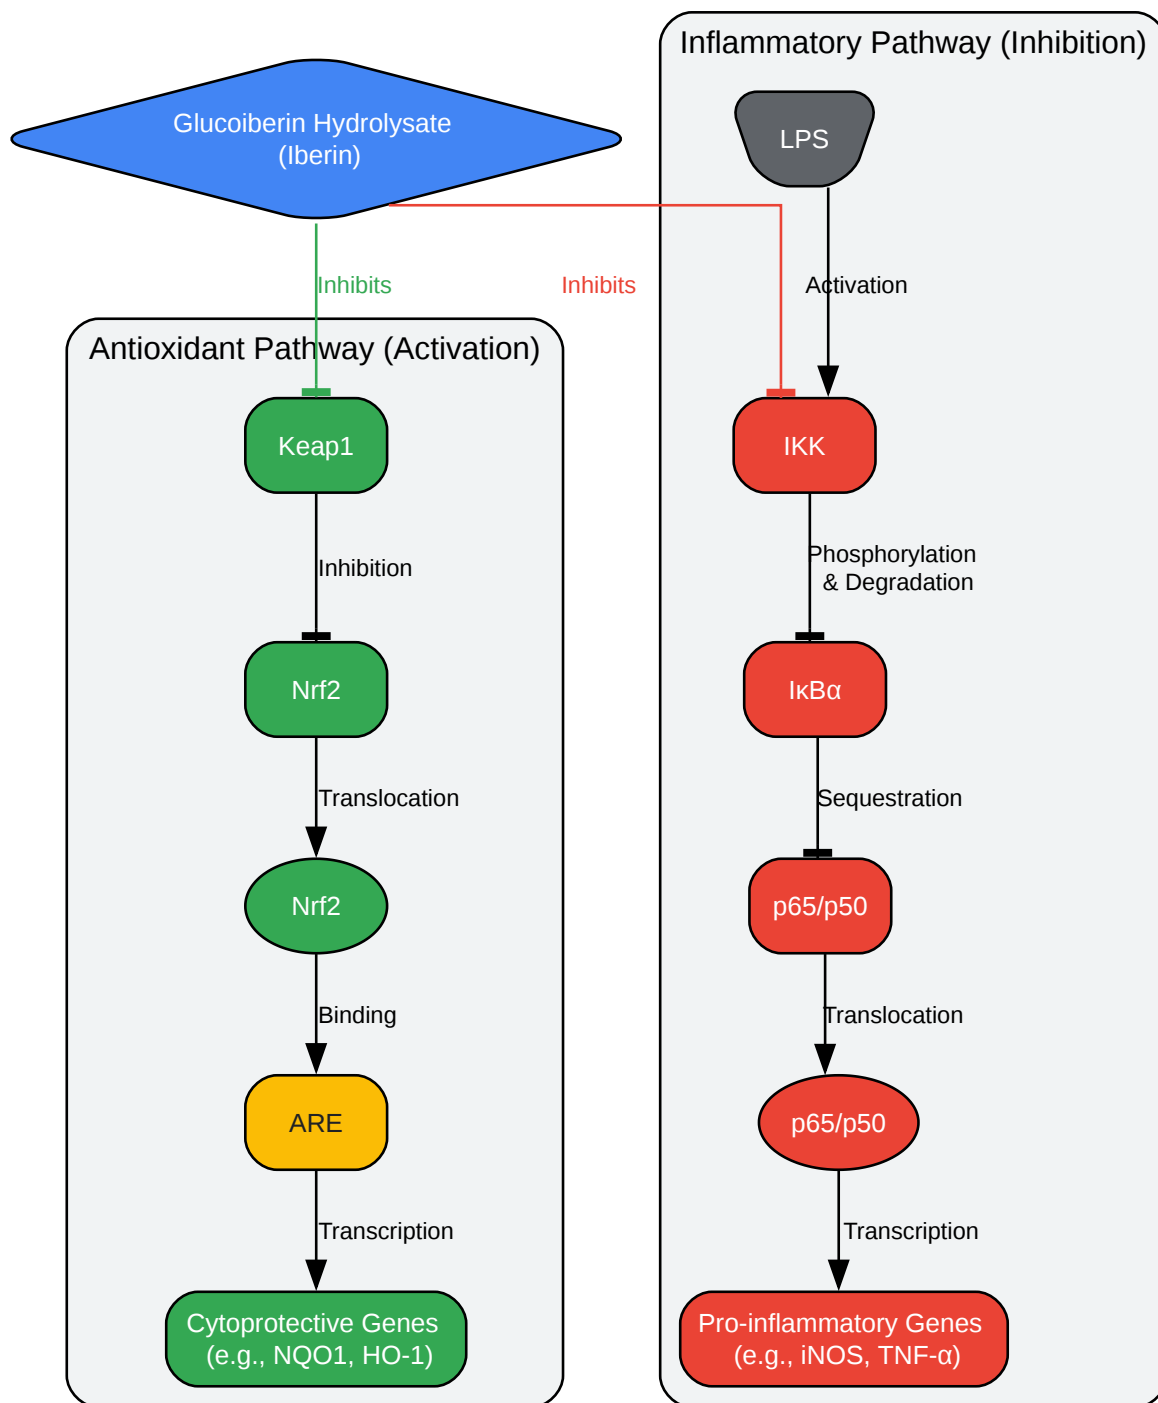 Glucoiberin Hydrolysate
(Iberin)
Inhibits
Inhibits
Antioxidant Pathway (Activation)
Keap1
Inhibition
Nrf2
Translocation
Nrf2
Binding
ARE
Transcription
Cytoprotective Genes
(e.g., NQO1, HO-1)
Inflammatory Pathway (Inhibition)
LPS
Activation
IKK
Phosphorylation
& Degradation
IκBα
Sequestration
p65/p50
Translocation
p65/p50
Transcription
Pro-inflammatory Genes
(e.g., iNOS, TNF-α)